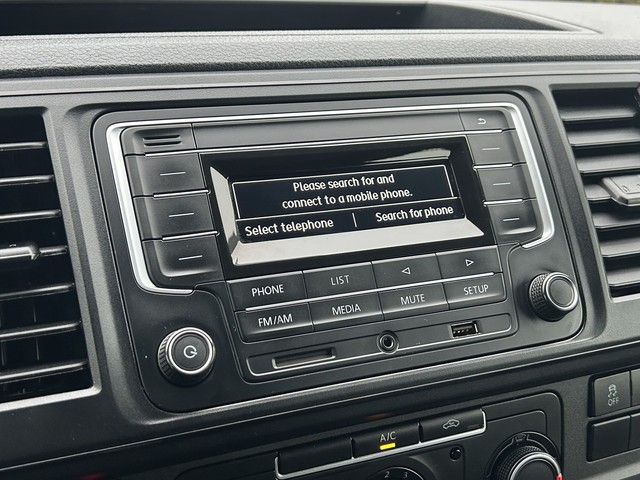 Please search for and
connect to a mobile phone.
Select telephone | Search for phone
PHONE LIST
FM/AM MEDIA MUTE SETUP
A/C
OFF